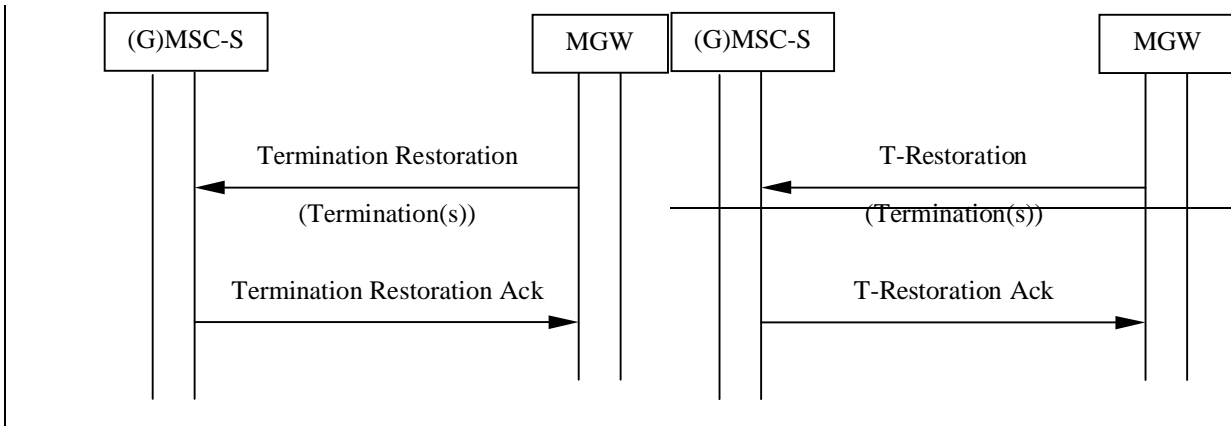 (G)MSC-S
MGW
Termination Restoration
(Termination(s))
Termination Restoration Ack
(G)MSC-S
MGW
T-Restoration
(Termination(s))
T-Restoration Ack